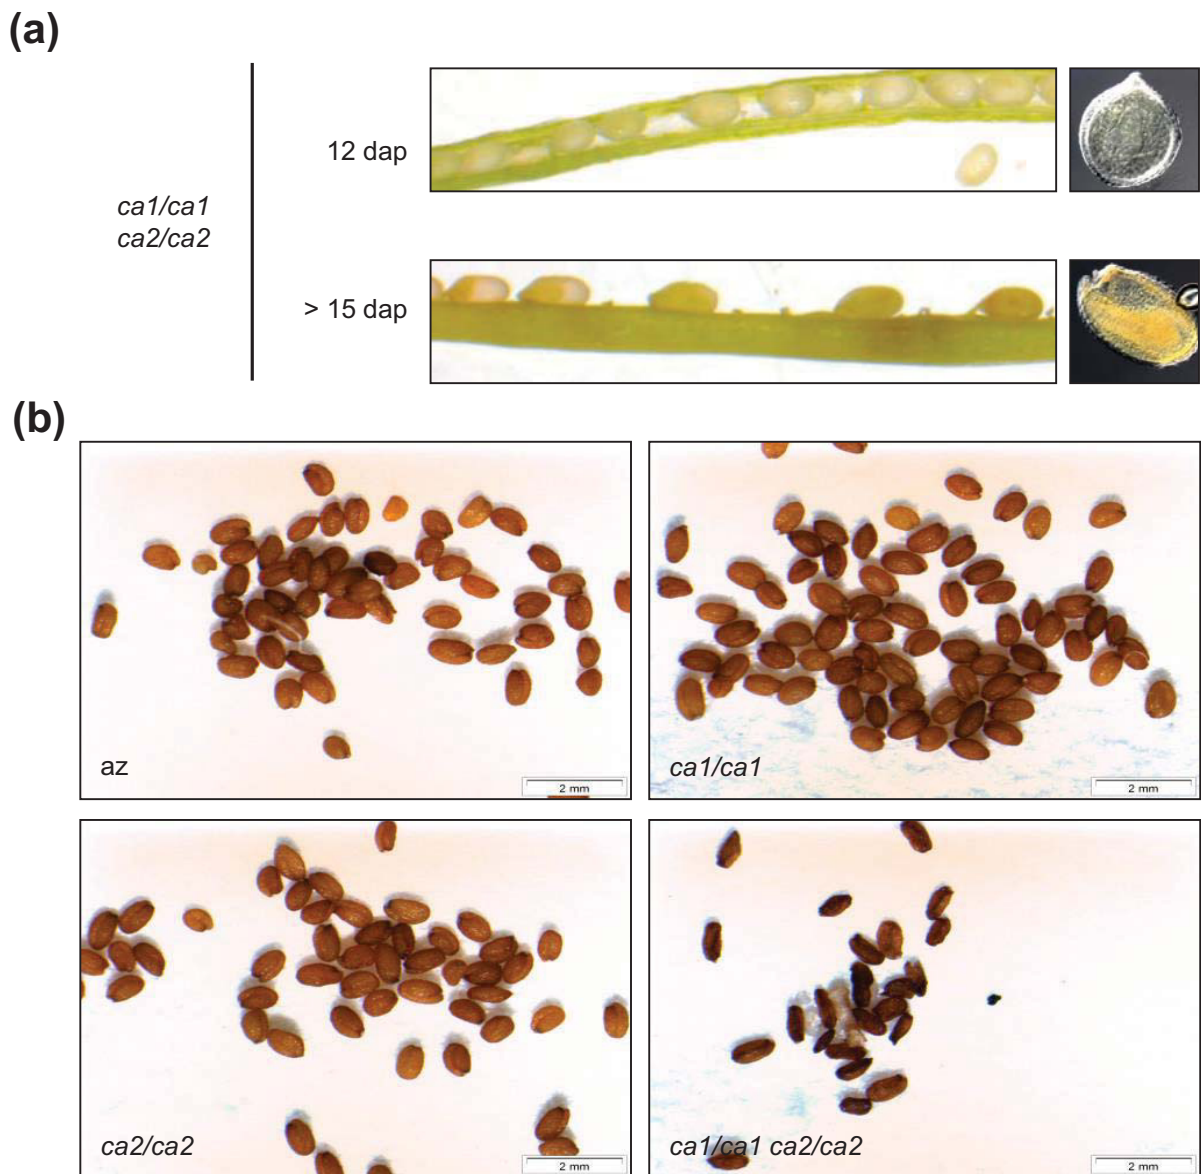 (a)
12 dap
ca1/ca1
ca2/ca2
> 15 dap
(b)
az
2 mm
ca1/ca1
2 mm
ca2/ca2
2 mm
ca1/ca1 ca2/ca2
2 mm